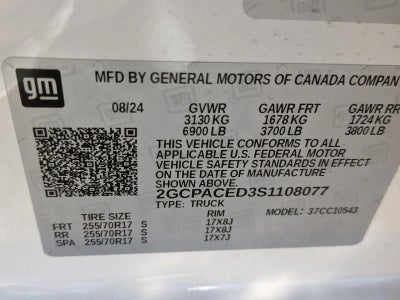 gm
MFD BY GENERAL MOTORS OF CANADA COMPAN
08/24 GVWR GAWR FRT GAWR RR
3130 KG 1678 KG 1724 KG
6900 LB 3700 LB 3800 LB
THIS VEHICLE CONFORMS TO ALL
APPLICABLE U.S. FEDERAL MOTOR
VEHICLE SAFETY STANDARDS IN EFFECT
ON THE DATE OF MANUFACTURE
SHOWN ABOVE.
2GCPACED3S1108077
TYPE: TRUCK MODEL: 37CC10543
TIRE SIZE RIM
FRT 255/70R17 S 17X8J
RR 255/70R17 S 17X8J
SPA 255/70R17 S 17X7J